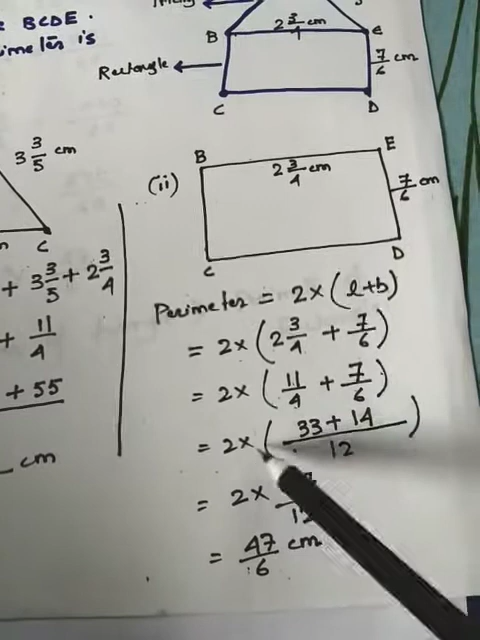 BCDE.
is
2 3/4 cm
B E
7/6 cm
Rectangle
C D
3 3/5 cm
C
+ 3 3/5 + 2 3/4
+ 11/4
+ 55
cm
(ii)
B E
2 3/4 cm
7/6 cm
C D
Perimeter = 2×(l+b)
= 2×(2 3/4 + 7/6)
= 2×(11/4 + 7/6)
= 2×(33+14/12)
= 2×
= 47/6 cm